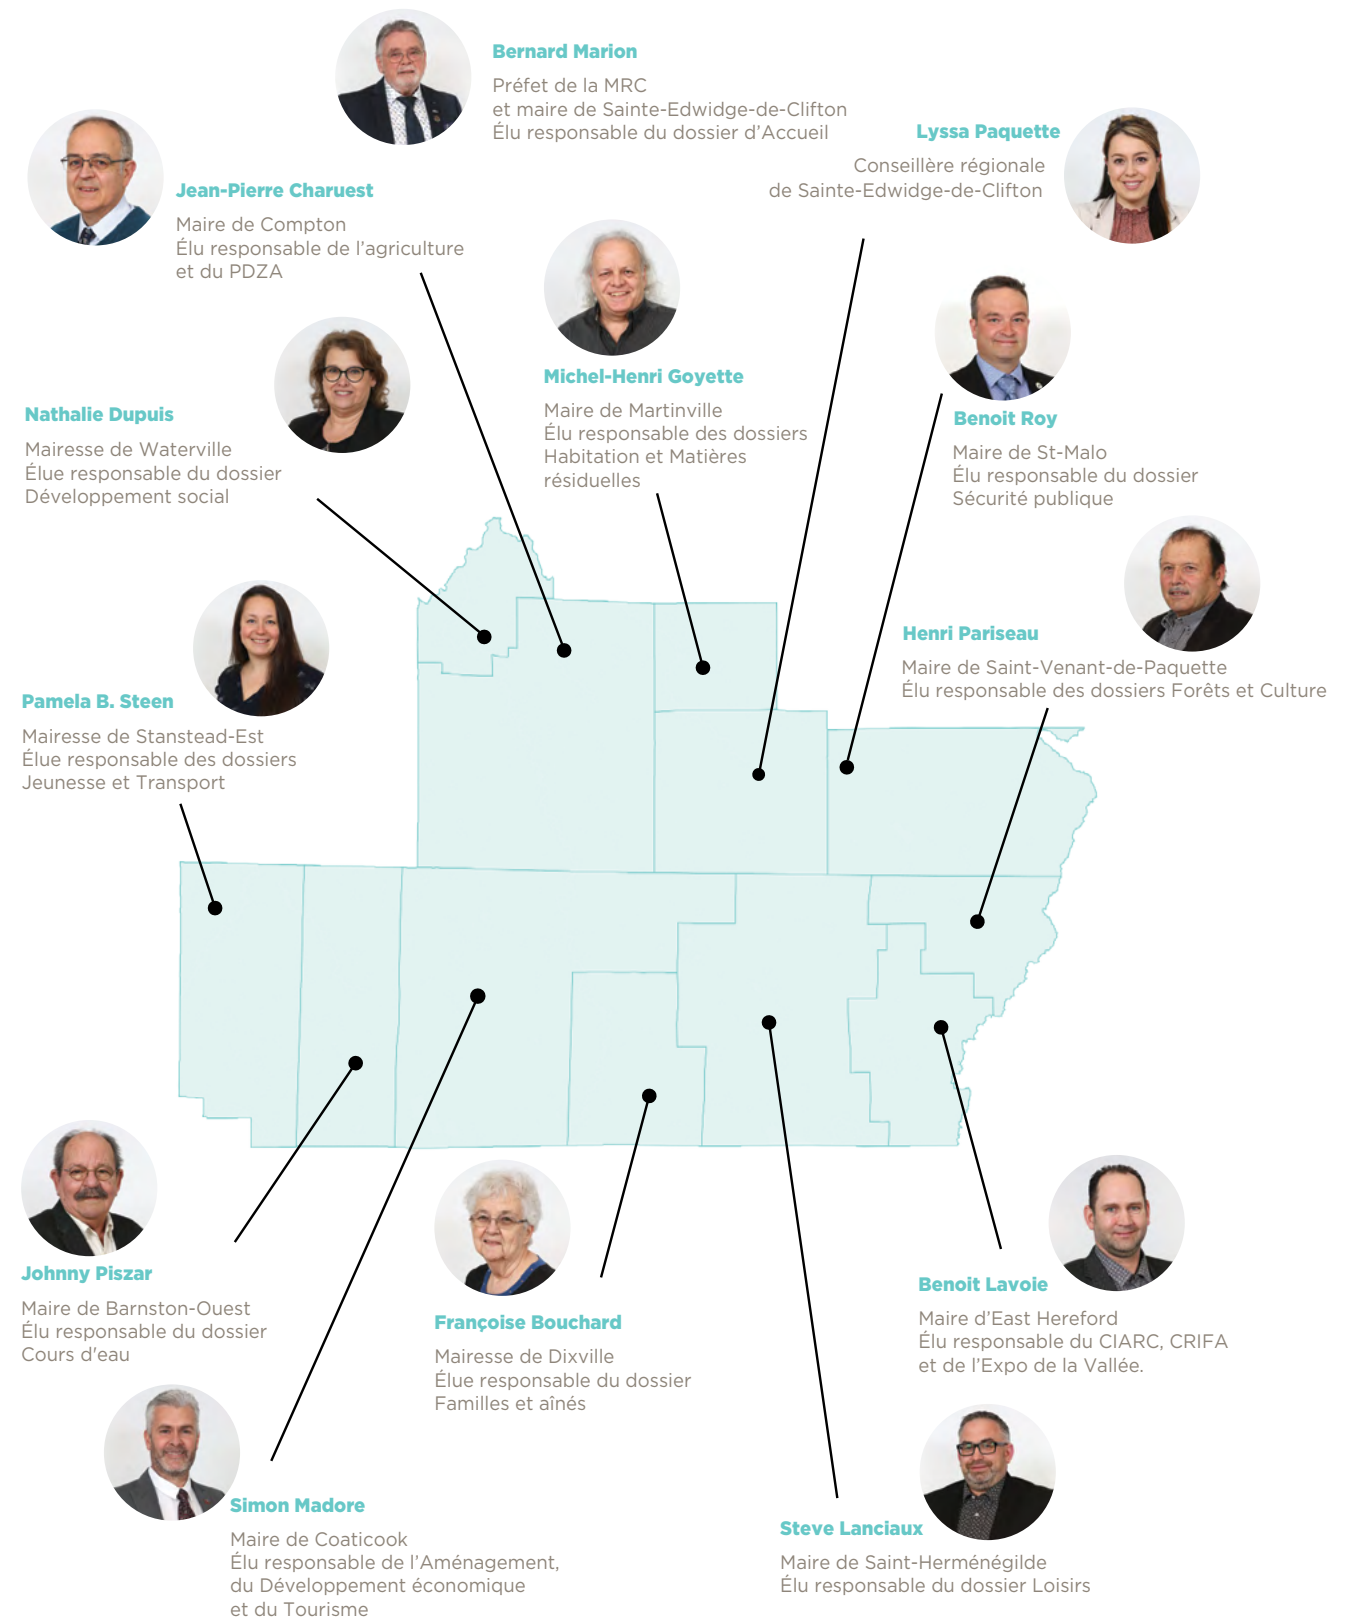 Bernard Marion
Préfet de la MRC
et maire de Sainte-Edwidge-de-Clifton
Élu responsable du dossier d'Accueil
Lyssa Paquette
Conseillère régionale
de Sainte-Edwidge-de-Clifton
Jean-Pierre Charuest
Maire de Compton
Élu responsable de l'agriculture
et du PDZA
Michel-Henri Goyette
Maire de Martinville
Élu responsable des dossiers
Habitation et Matières
résiduelles
Benoit Roy
Maire de St-Malo
Élu responsable du dossier
Sécurité publique
Nathalie Dupuis
Mairesse de Waterville
Élue responsable du dossier
Développement social
Henri Pariseau
Maire de Saint-Venant-de-Paquette
Élu responsable des dossiers Forêts et Culture
Pamela B. Steen
Mairesse de Stanstead-Est
Élue responsable des dossiers
Jeunesse et Transport
Johnny Piszar
Maire de Barnston-Ouest
Élu responsable du dossier
Cours d'eau
Françoise Bouchard
Mairesse de Dixville
Élue responsable du dossier
Familles et aînés
Benoit Lavoie
Maire d'East Hereford
Élu responsable du CIARC, CRIFA
et de l'Expo de la Vallée.
Simon Madore
Maire de Coaticook
Élu responsable de l'Aménagement,
du Développement économique
et du Tourisme
Steve Lanciaux
Maire de Saint-Herménégilde
Élu responsable du dossier Loisirs